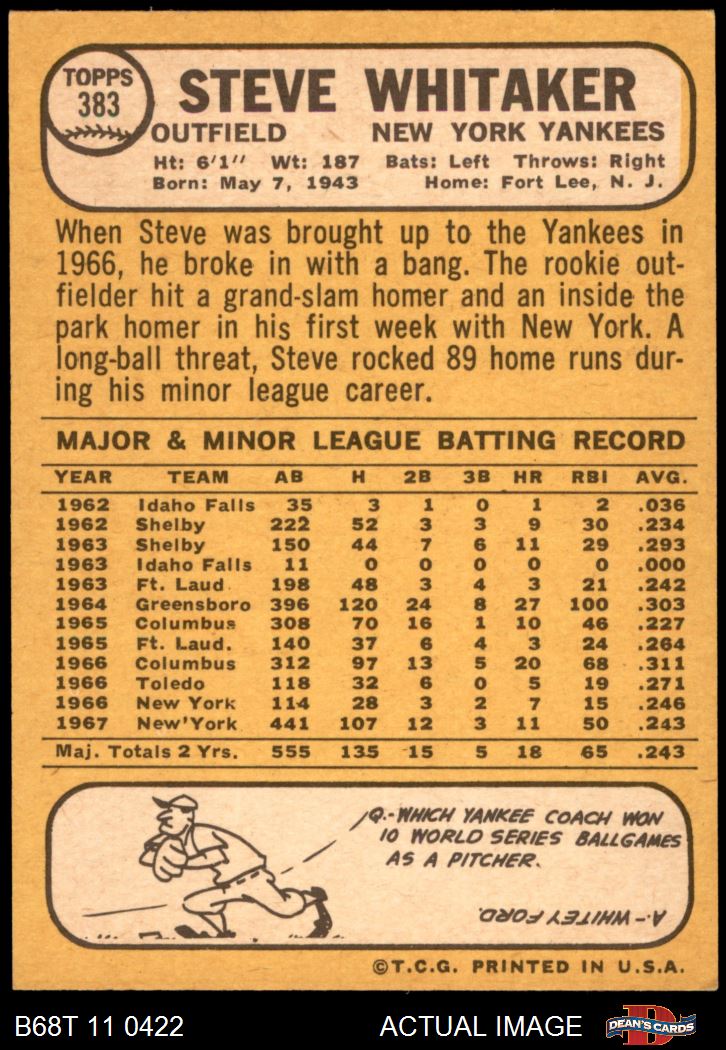 TOPPS
383
STEVE WHITAKER
OUTFIELD NEW YORK YANKEES
Ht: 6'1" Wt: 187 Bats: Left Throws: Right
Born: May 7, 1943 Home: Fort Lee, N. J.
When Steve was brought up to the Yankees in
1966, he broke in with a bang. The rookie out-
fielder hit a grand-slam homer and an inside the
park homer in his first week with New York. A
long-ball threat, Steve rocked 89 home runs dur-
ing his minor league career.
MAJOR & MINOR LEAGUE BATTING RECORD
YEAR TEAM AB H 2B 3B HR RBI AVG.
1962 Idaho Falls 35 3 1 0 1 2 .036
1962 Shelby 222 52 3 3 9 30 .234
1963 Shelby 150 44 7 6 11 29 .293
1963 Idaho Falls 11 0 0 0 0 0 .000
1963 Ft. Laud. 198 48 3 4 3 21 .242
1964 Greensboro 396 120 24 8 27 100 .303
1965 Columbus 308 70 16 1 10 46 .227
1965 Ft. Laud. 140 37 6 4 3 24 .264
1966 Columbus 312 97 13 5 20 68 .311
1966 Toledo 118 32 6 0 5 19 .271
1966 New York 114 28 3 2 7 15 .246
1967 New York 441 107 12 3 11 50 .243
Maj. Totals 2 Yrs. 555 135 15 5 18 65 .243
Q.-WHICH YANKEE COACH WON
10 WORLD SERIES BALLGAMES
AS A PITCHER.
A.-WHITEY FORD.
©T.C.G. PRINTED IN U.S.A.
B68T 11 0422 ACTUAL IMAGE D DEAN'S CARDS